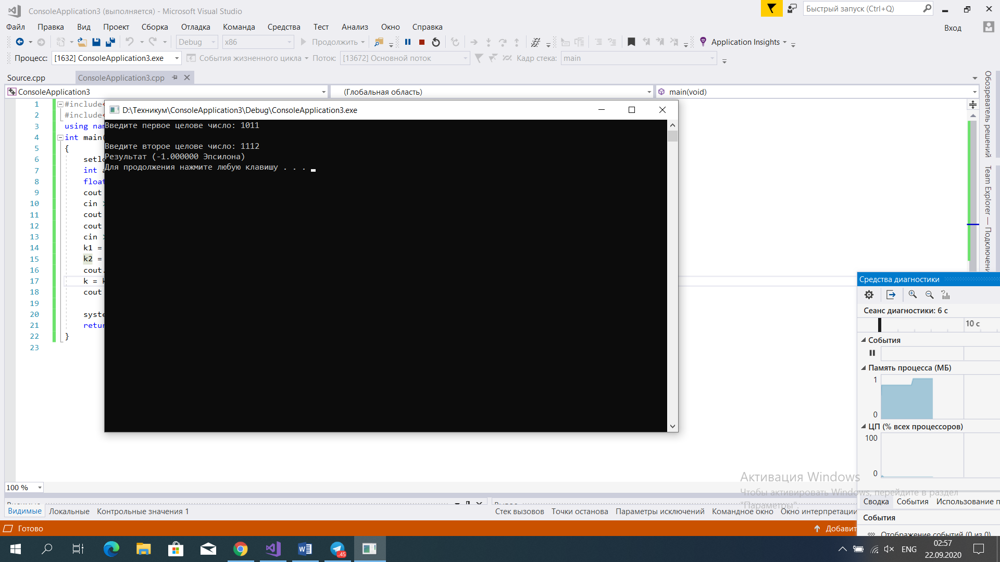 ConsoleApplication3 (выполняется) - Microsoft Visual Studio
Быстрый запуск (Ctrl+Q)
Файл Правка Вид Проект Сборка Отладка Команда Средства Тест Анализ Окно Справка
Вход
Debug x86 Продолжить Application Insights
Процесс: [1632] ConsoleApplication3.exe События жизненного цикла Поток: [13672] Основной поток Кадр стека: main
Source.cpp ConsoleApplication3.cpp
ConsoleApplication3 (Глобальная область) main(void)
1 #include<
2 #include<
3 using nam
4 int main(
5 {
6 setlo
7 int a
8 float
9 cout
10 cin >
11 cout
12 cout
13 cin >
14 k1 =
15 k2 =
16 cout.
17 k = k
18 cout
19
20 syste
21 retur
22 }
23
D:\Техникум\ConsoleApplication3\Debug\ConsoleApplication3.exe
Введите первое целове число: 1011
Введите второе целове число: 1112
Результат (-1.000000 Эпсилона)
Для продолжения нажмите любую клавишу . . .
Обозреватель решений
Team Explorer — Подключени
Средства диагностики
Сеанс диагностики: 6 с
10 с
События
Память процесса (МБ)
1
0
ЦП (% всех процессоров)
100
0
Активация Windows
Чтобы активировать Windows, перейдите в раздел
"Параметры".
Сводка События Использование п
События
Отображение событий (0 из 0)
100 %
Видимые Локальные Контрольные значения 1
Стек вызовов Точки останова Параметры исключений Командное окно Окно интерпретации
Готово
Добавит
45
ENG
02:57
22.09.2020